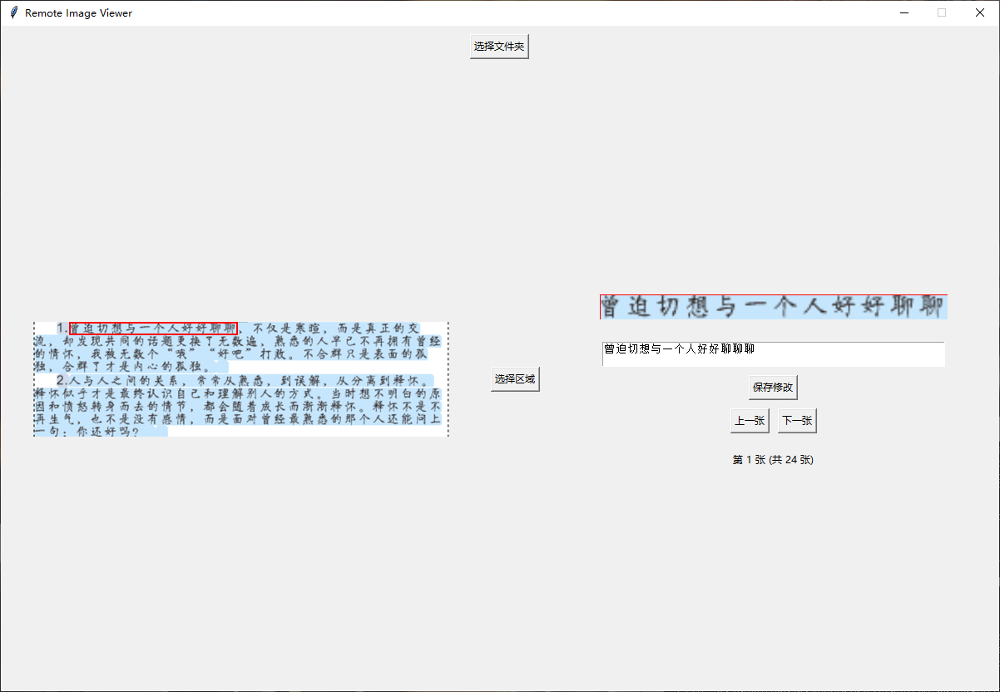 Remote Image Viewer
选择文件夹
1.曾迫切想与一个人好好聊聊，不仅是寒暄，而是真正的交
流，却发现共同的话题更换了无数遍，熟悉的人早已不再拥有曾经
的情怀，我被无数个“哦”“好吧”打败。不合群只是表面的孤
独，合群了才是内心的孤独。
2.人与人之间的关系，常常从熟悉，到误解，从分离到释怀。
释怀似乎才是最终认识自己和理解别人的方式。当时想不明白的原
因和愤怒转身而去的情节，都会随着成长而渐渐释怀。释怀不是不
再生气，也不是没有感情，而是面对曾经最熟悉的那个人还能问上
一句：你还好吗？
选择区域
曾迫切想与一个人好好聊聊
曾迫切想与一个人好好聊聊聊
保存修改
上一张 下一张
第 1 张 (共 24 张)